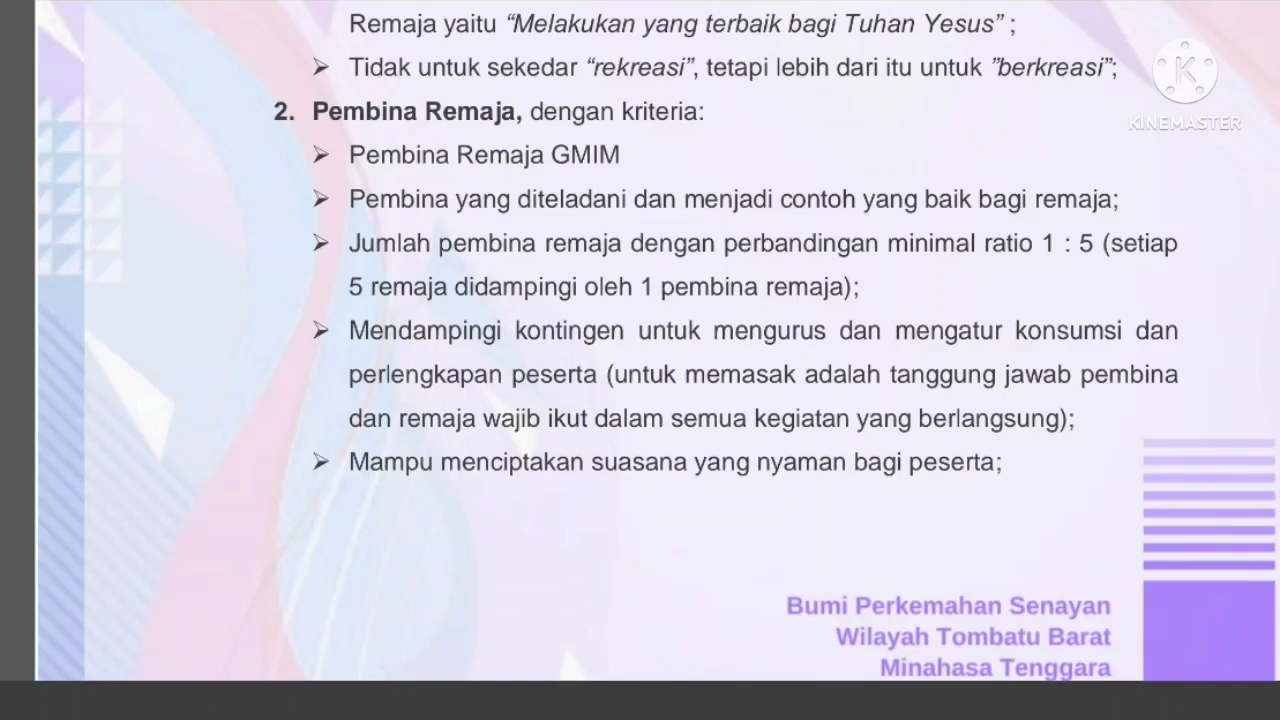 Remaja yaitu “Melakukan yang terbaik bagi Tuhan Yesus” ;
➢ Tidak untuk sekedar “rekreasi”, tetapi lebih dari itu untuk ”berkreasi”;
2. Pembina Remaja, dengan kriteria:
➢ Pembina Remaja GMIM
➢ Pembina yang diteladani dan menjadi contoh yang baik bagi remaja;
➢ Jumlah pembina remaja dengan perbandingan minimal ratio 1 : 5 (setiap
5 remaja didampingi oleh 1 pembina remaja);
➢ Mendampingi kontingen untuk mengurus dan mengatur konsumsi dan
perlengkapan peserta (untuk memasak adalah tanggung jawab pembina
dan remaja wajib ikut dalam semua kegiatan yang berlangsung);
➢ Mampu menciptakan suasana yang nyaman bagi peserta;
Bumi Perkemahan Senayan
Wilayah Tombatu Barat
Minahasa Tenggara
K
KINEMASTER